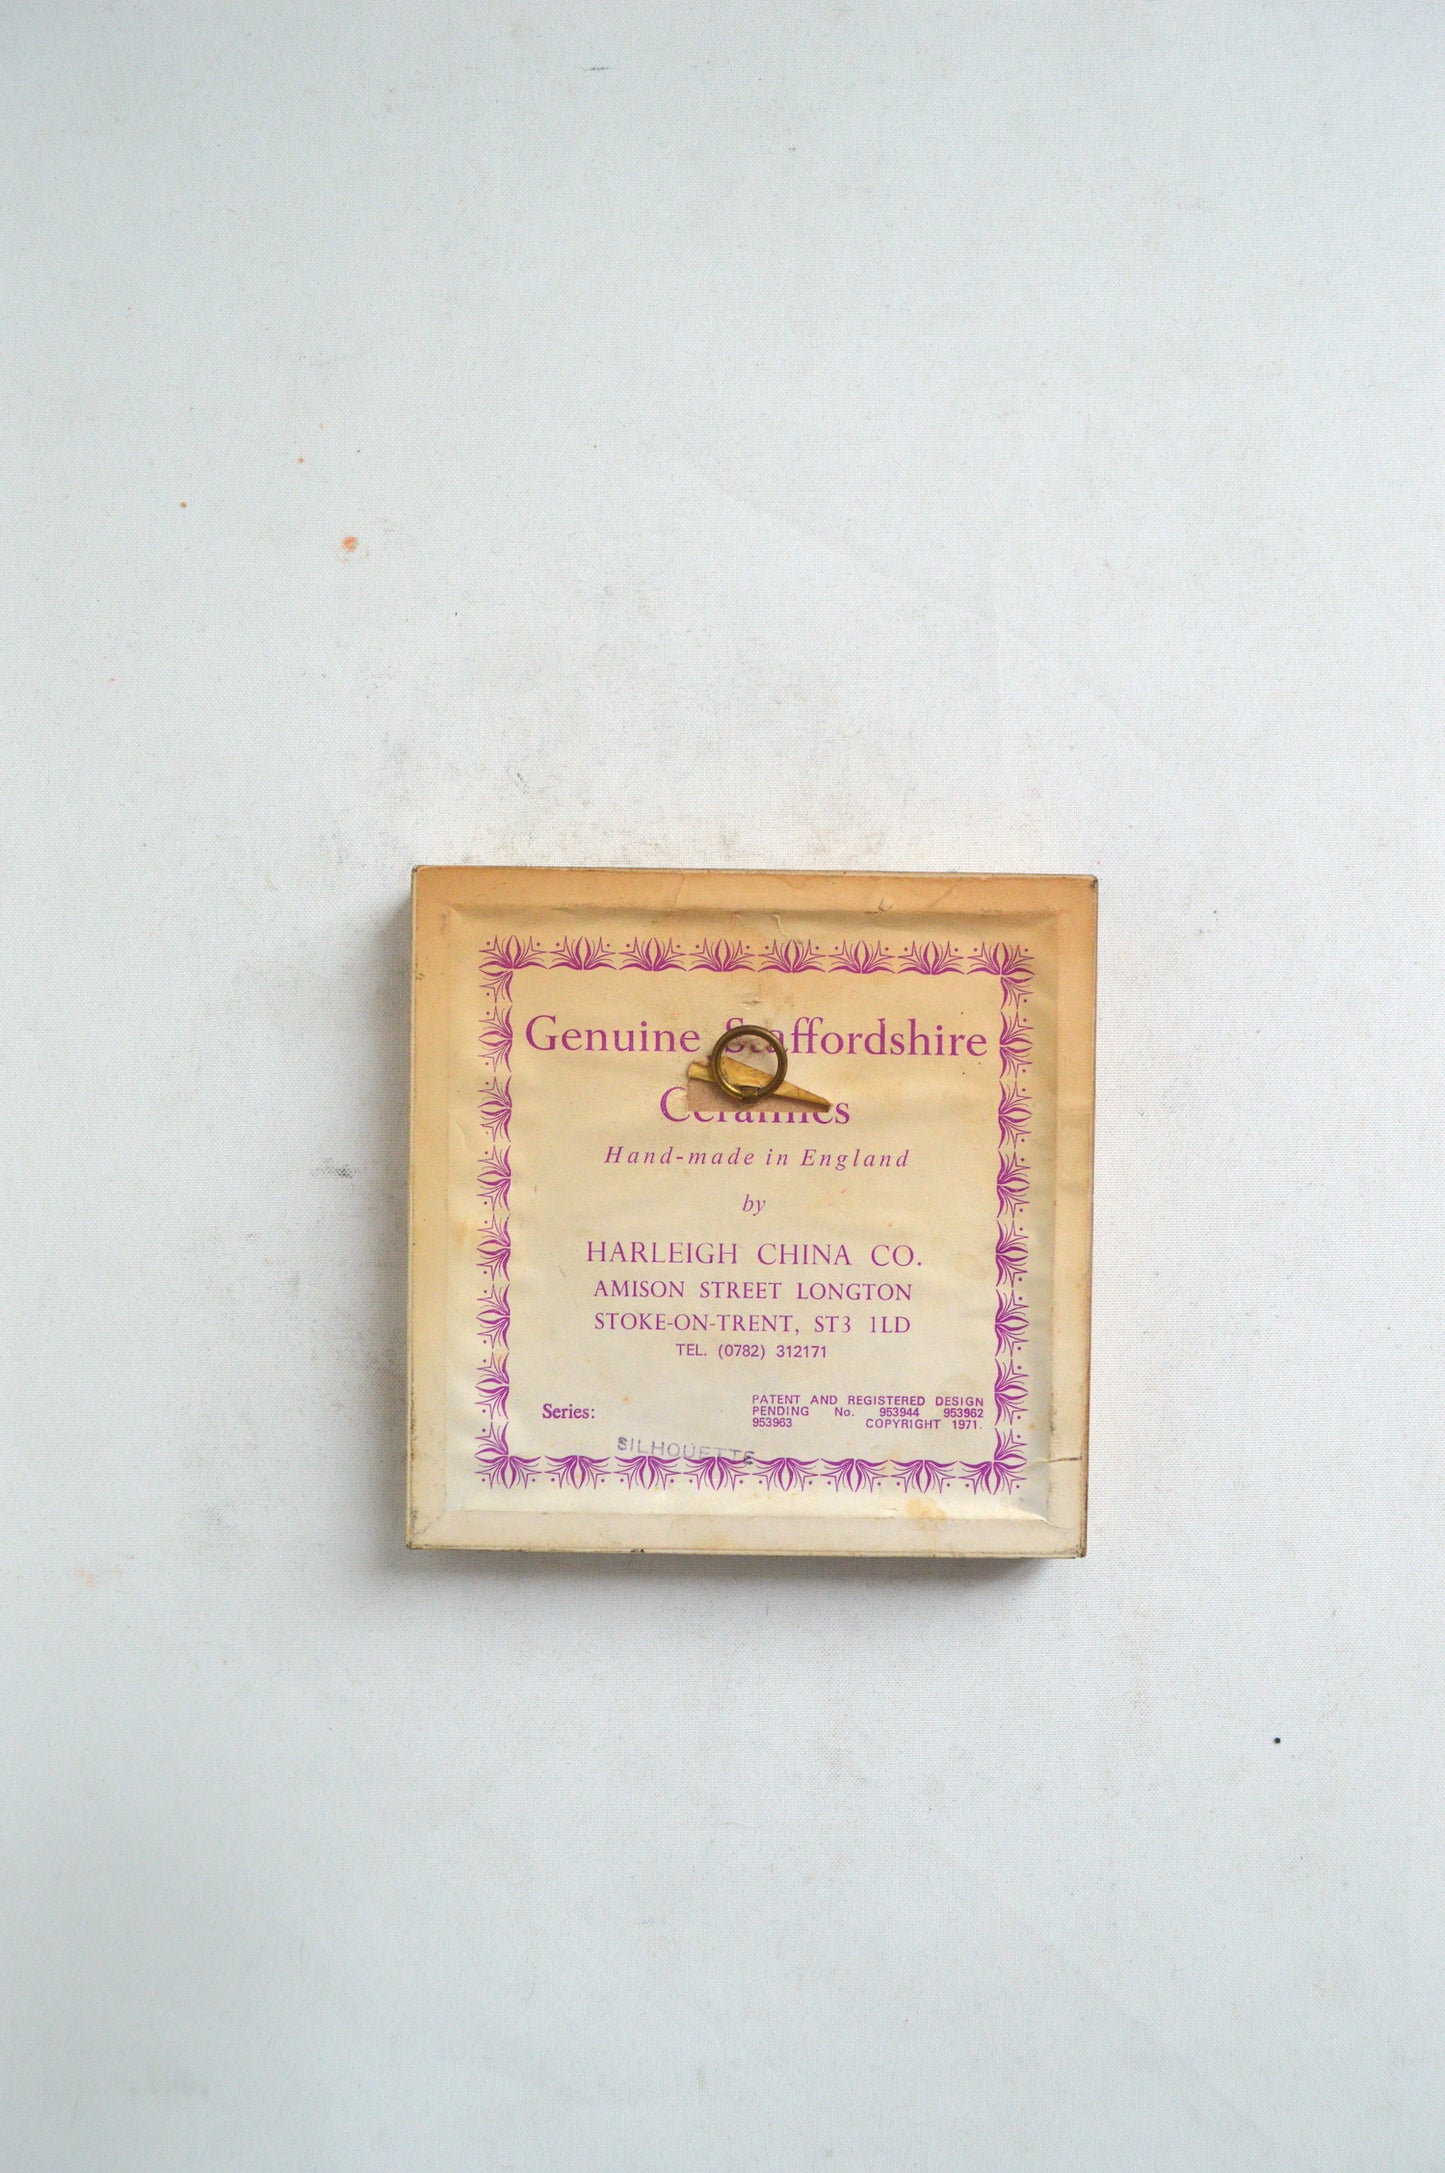 Genuine Staffordshire
Ceramics
Hand-made in England
by
HARLEIGH CHINA CO.
AMISON STREET LONGTON
STOKE-ON-TRENT, ST3 1LD
TEL. (0782) 312171
Series:
SILHOUETTE
PATENT AND REGISTERED DESIGN
PENDING No. 953944 953962
953963 COPYRIGHT 1971.